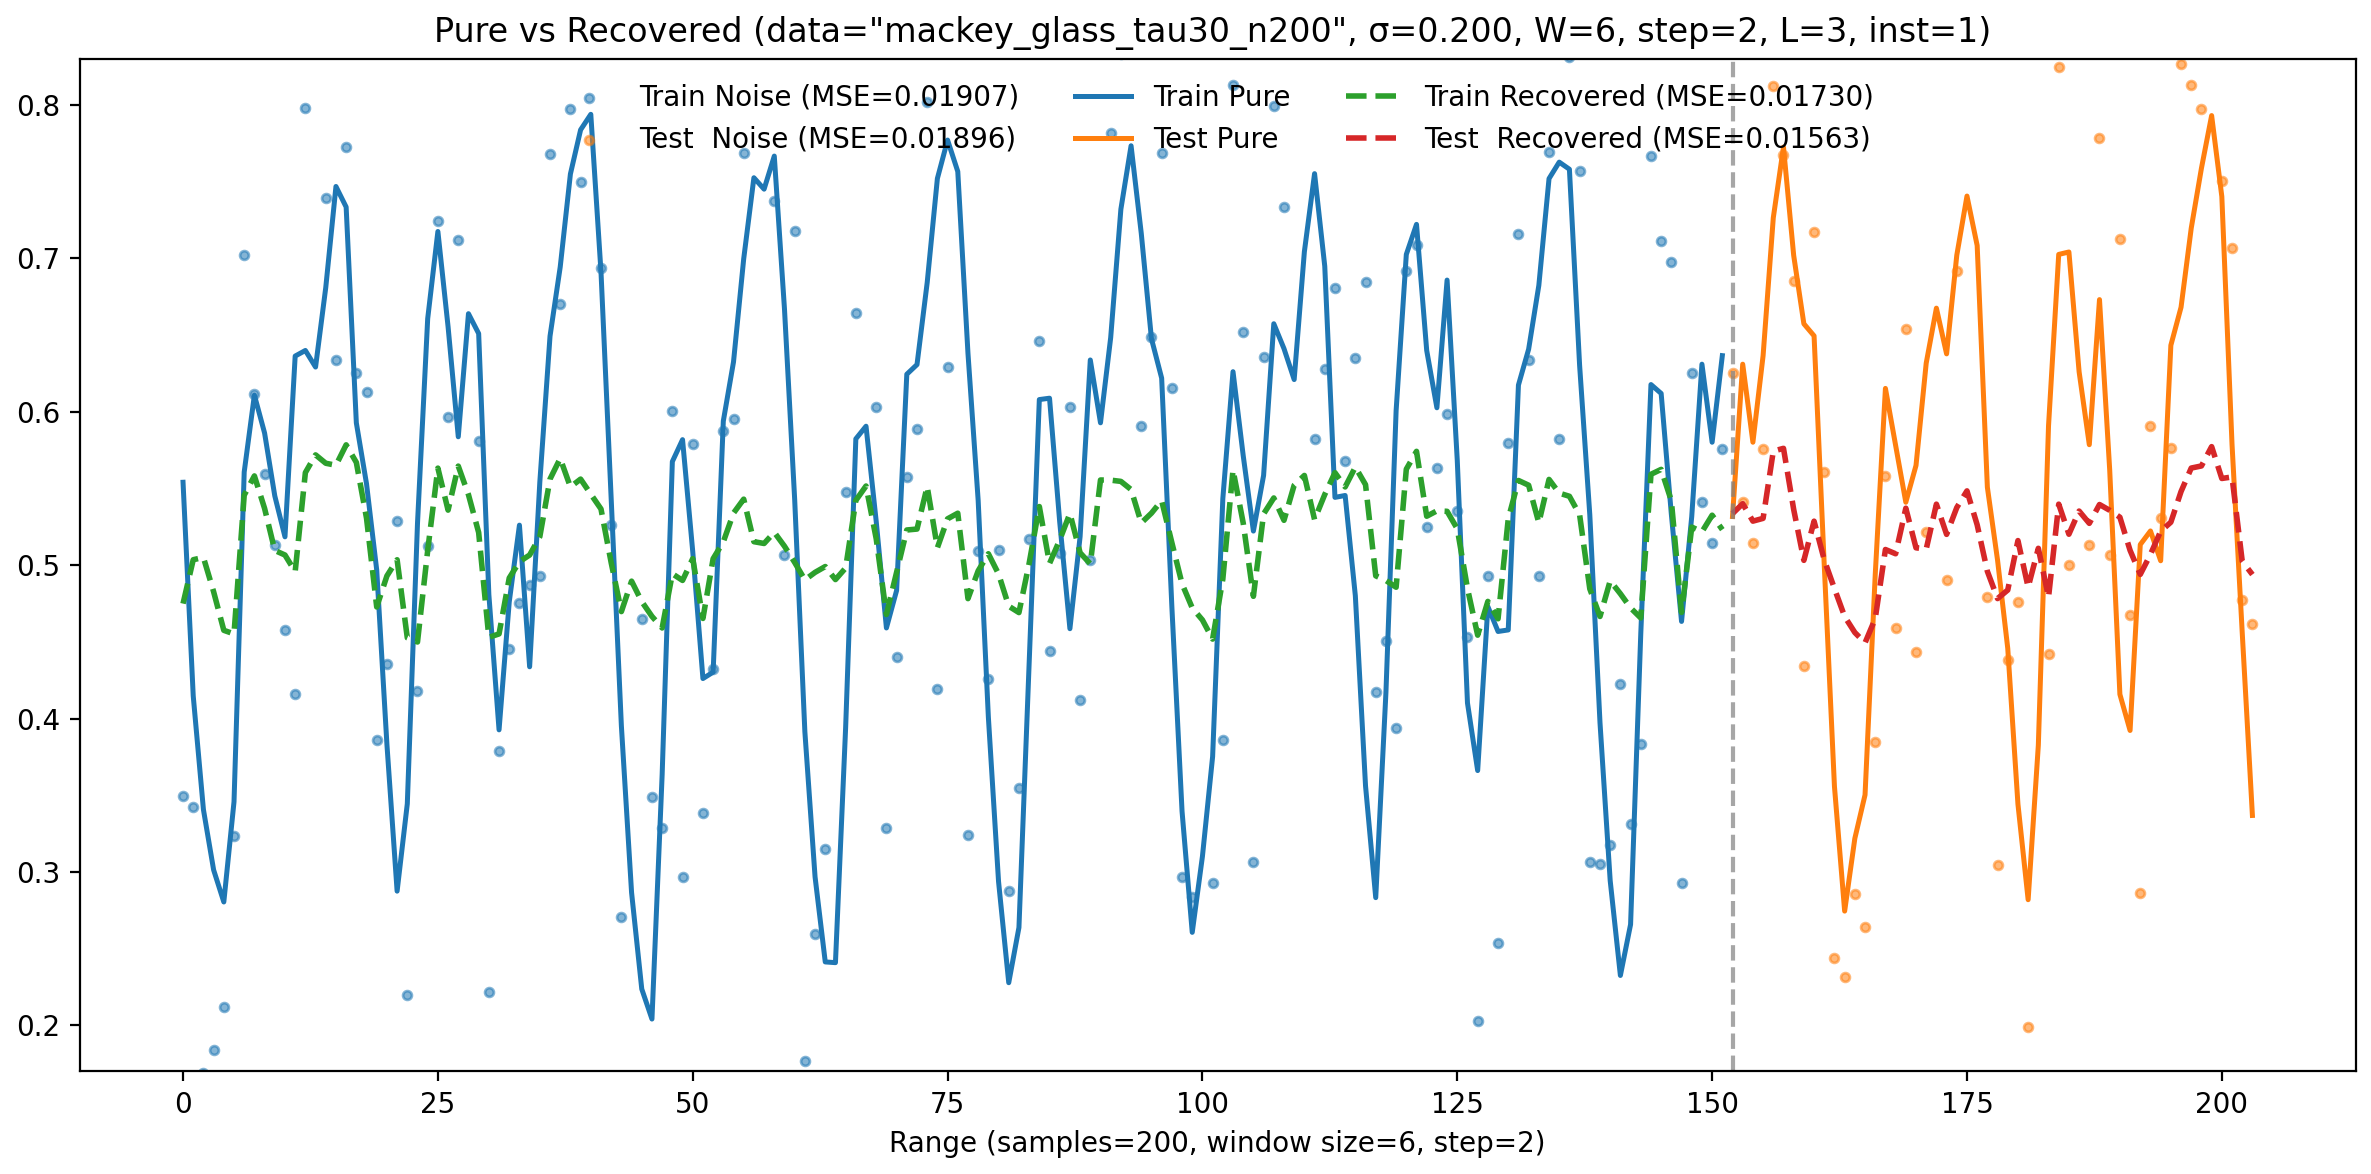 Pure vs Recovered (data="mackey_glass_tau30_n200", σ=0.200, W=6, step=2, L=3, inst=1)
Train Noise (MSE=0.01907) Train Pure Train Recovered (MSE=0.01730)
Test Noise (MSE=0.01896) Test Pure Test Recovered (MSE=0.01563)
0.8
0.7
0.6
0.5
0.4
0.3
0.2
0 25 50 75 100 125 150 175 200
Range (samples=200, window size=6, step=2)